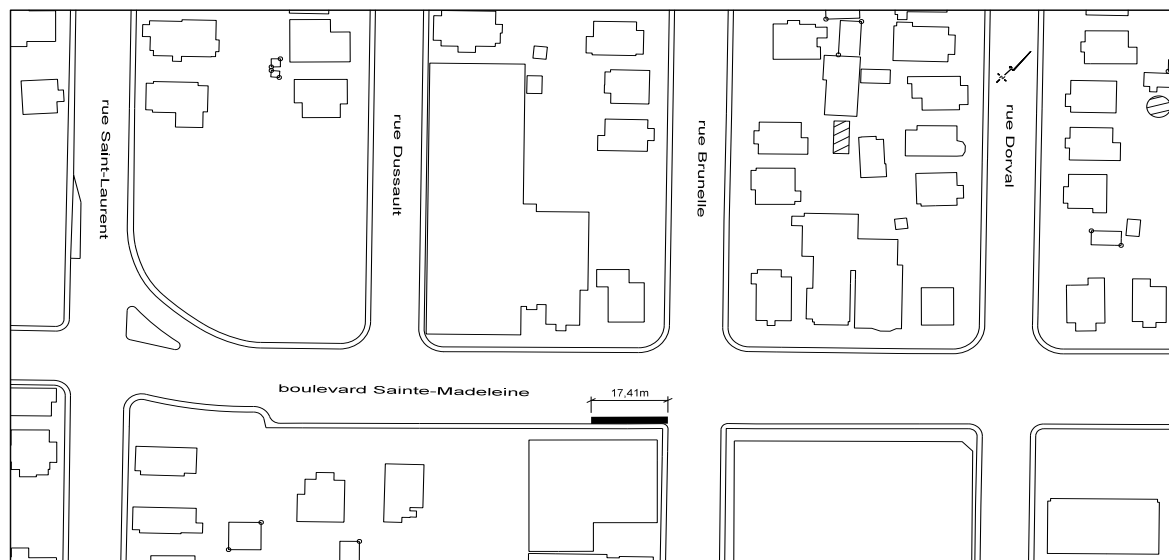 rue Saint-Laurent
rue Dussault
rue Brunelle
rue Dorval
boulevard Sainte-Madeleine
17,41m